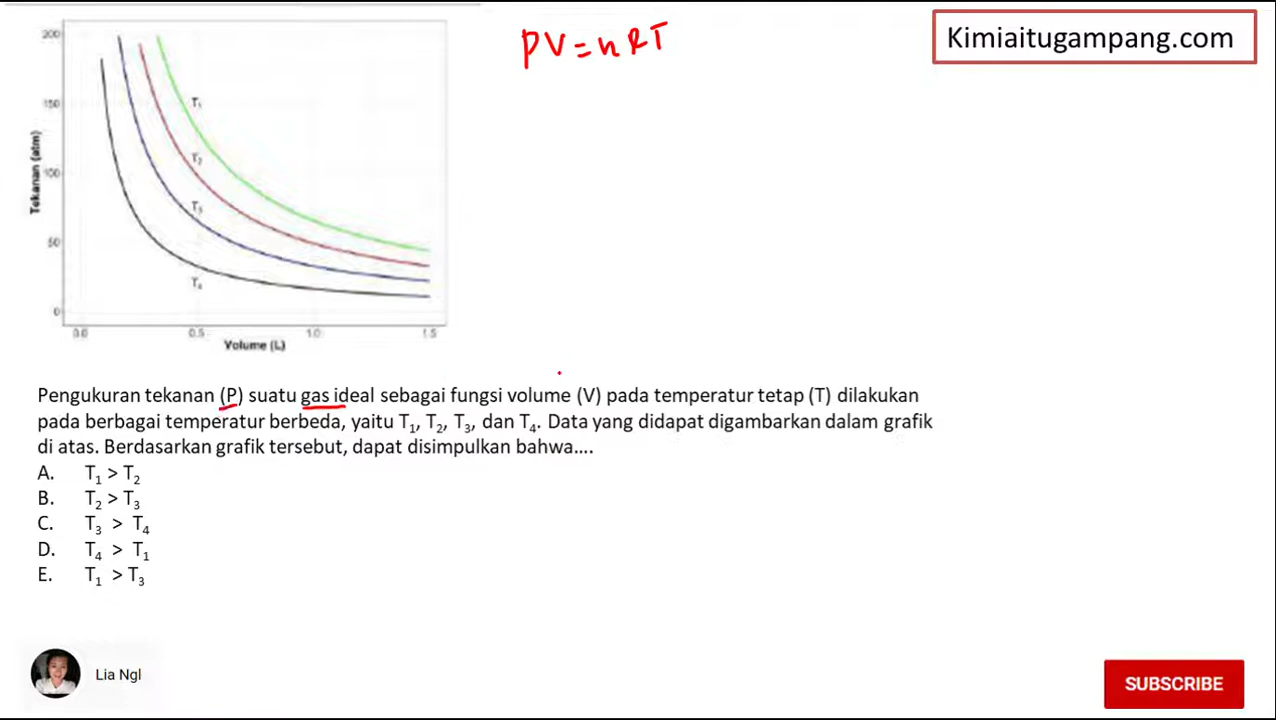 PV = nRT
Kimiaitugampang.com
200
150
100
50
0
Tekanan (atm)
T₁
T₂
T₃
T₄
0.0 0.5 1.0 1.5
Volume (L)
Pengukuran tekanan (P) suatu gas ideal sebagai fungsi volume (V) pada temperatur tetap (T) dilakukan
pada berbagai temperatur berbeda, yaitu T₁, T₂, T₃, dan T₄. Data yang didapat digambarkan dalam grafik
di atas. Berdasarkan grafik tersebut, dapat disimpulkan bahwa....
A. T₁ > T₂
B. T₂ > T₃
C. T₃ > T₄
D. T₄ > T₁
E. T₁ > T₃
Lia Ngl
SUBSCRIBE